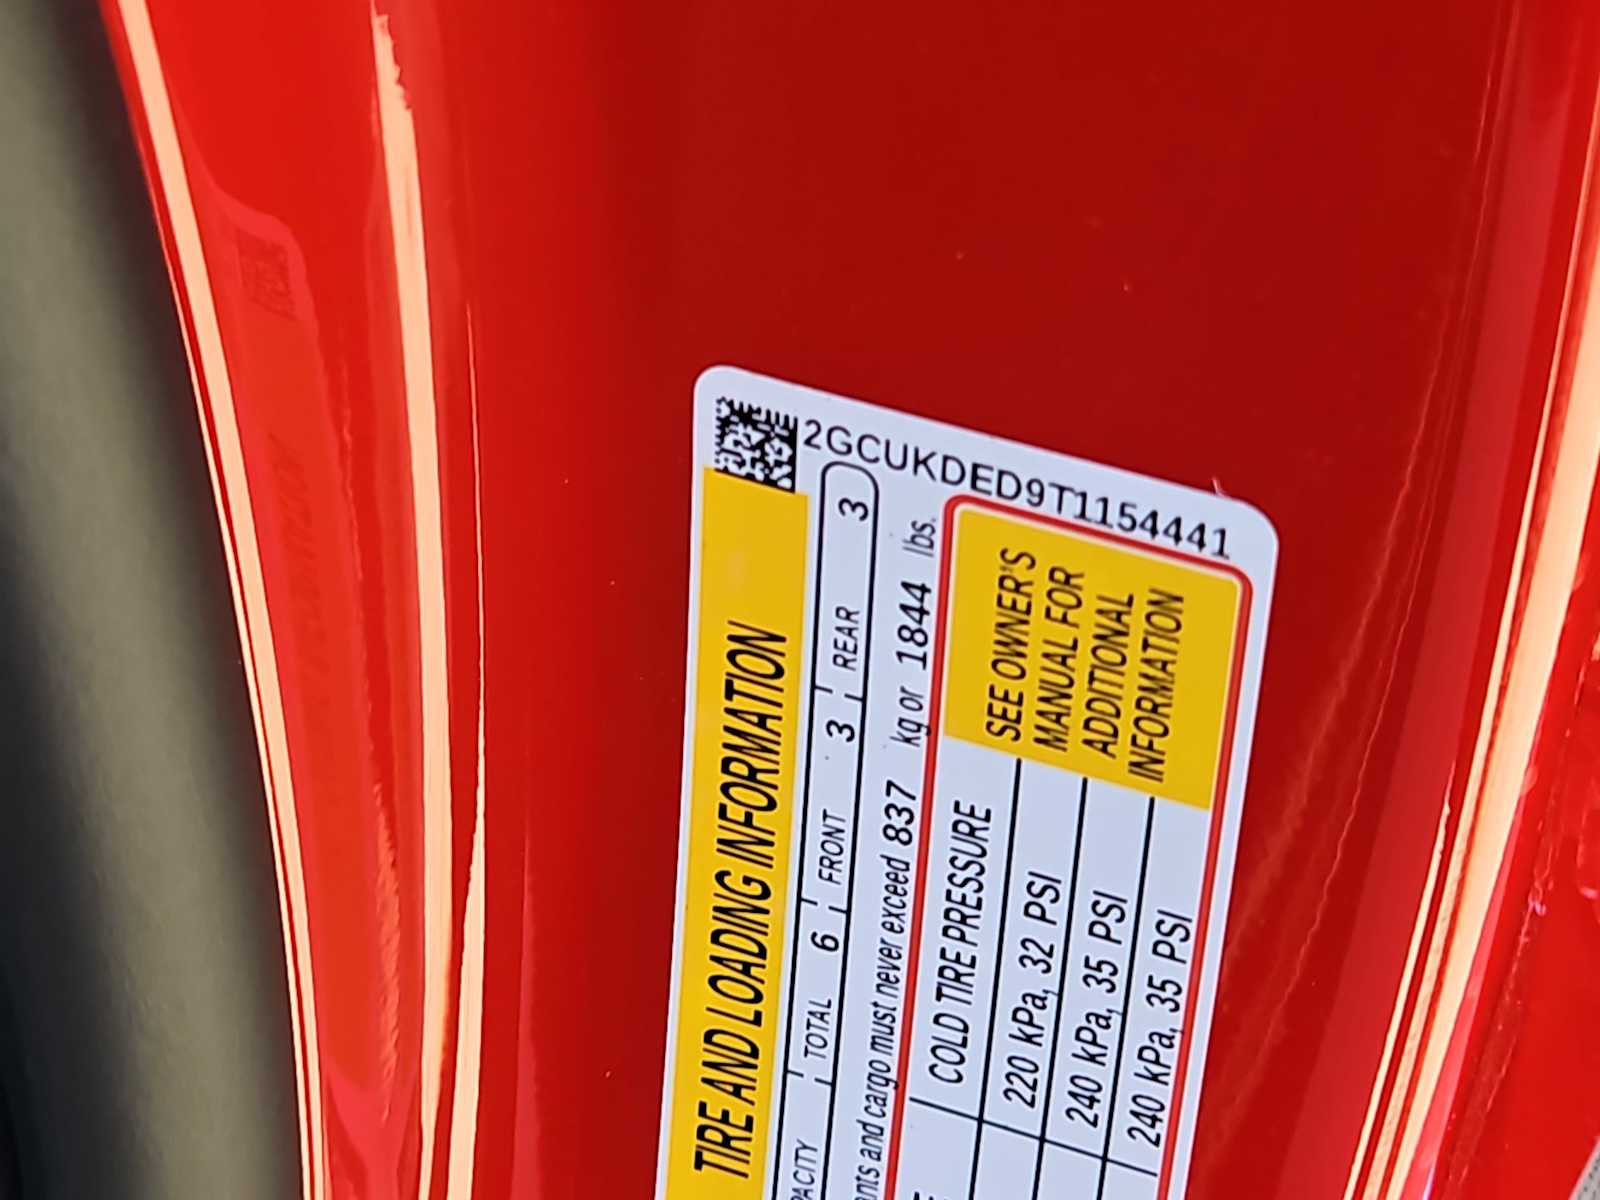 2GCUKDED9T1154441
TIRE AND LOADING INFORMATION
TOTAL 6 FRONT 3 REAR 3
and cargo must never exceed 837 kg or 1844 lbs.
COLD TIRE PRESSURE
220 kPa, 32 PSI
240 kPa, 35 PSI
240 kPa, 35 PSI
SEE OWNER'S
MANUAL FOR
ADDITIONAL
INFORMATION